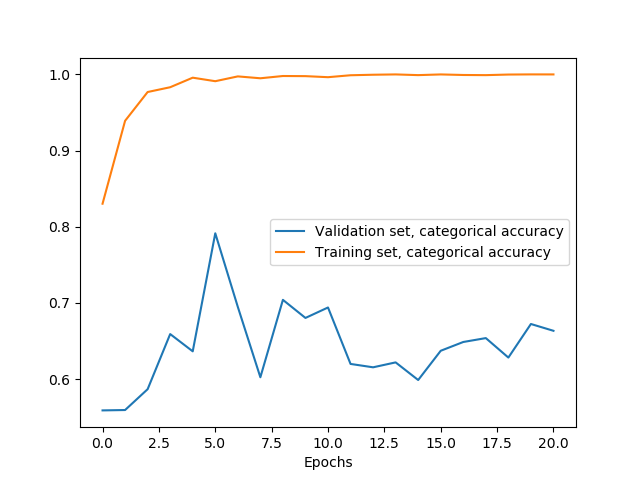 1.0
0.9
0.8
0.7
0.6
Validation set, categorical accuracy
Training set, categorical accuracy
0.0 2.5 5.0 7.5 10.0 12.5 15.0 17.5 20.0
Epochs